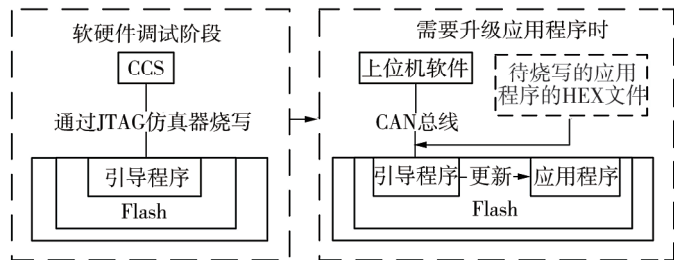 软硬件调试阶段
CCS
通过JTAG仿真器烧写
引导程序
Flash
需要升级应用程序时
上位机软件
待烧写的应用
程序的HEX文件
CAN总线
引导程序
更新
应用程序
Flash